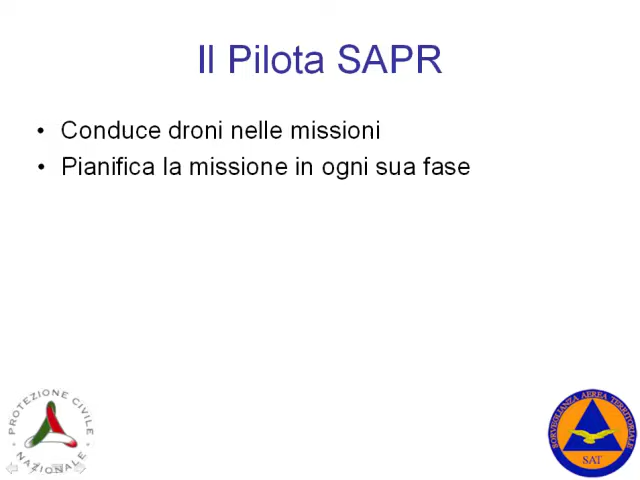 Il Pilota SAPR
• Conduce droni nelle missioni
• Pianifica la missione in ogni sua fase
PROTEZIONE CIVILE
NAZIONALE
SORVEGLIANZA AEREA TERRITORIALE
SAT